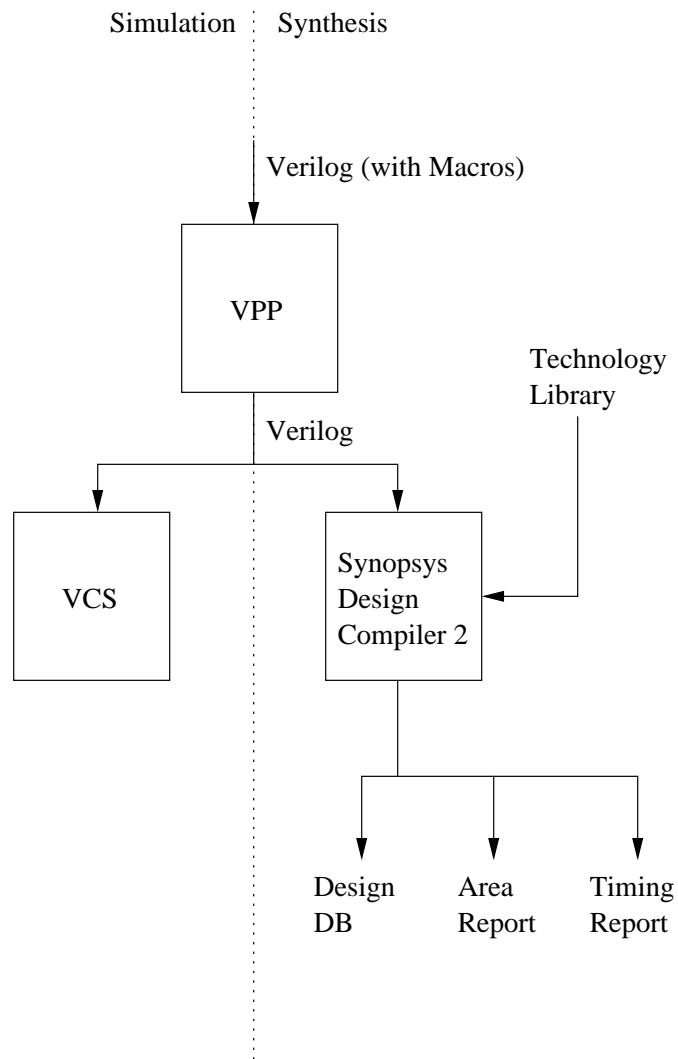 Simulation
Synthesis
Verilog (with Macros)
VPP
Technology
Library
Verilog
VCS
Synopsys
Design
Compiler 2
Design
DB
Area
Report
Timing
Report